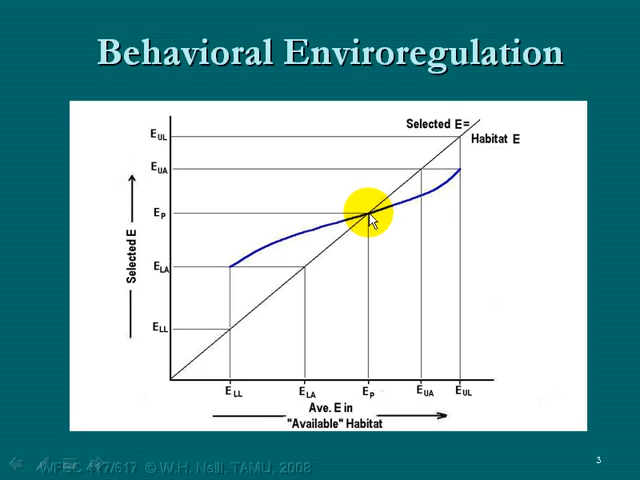 Behavioral Enviroregulation
Selected E=
Habitat E
EUL
EUA
EP
ELA
ELL
Selected E
ELL ELA EP EUA EUL
Ave. E in
"Available" Habitat
WFSC 417/617 © W.H. Neill, TAMU, 2008
3